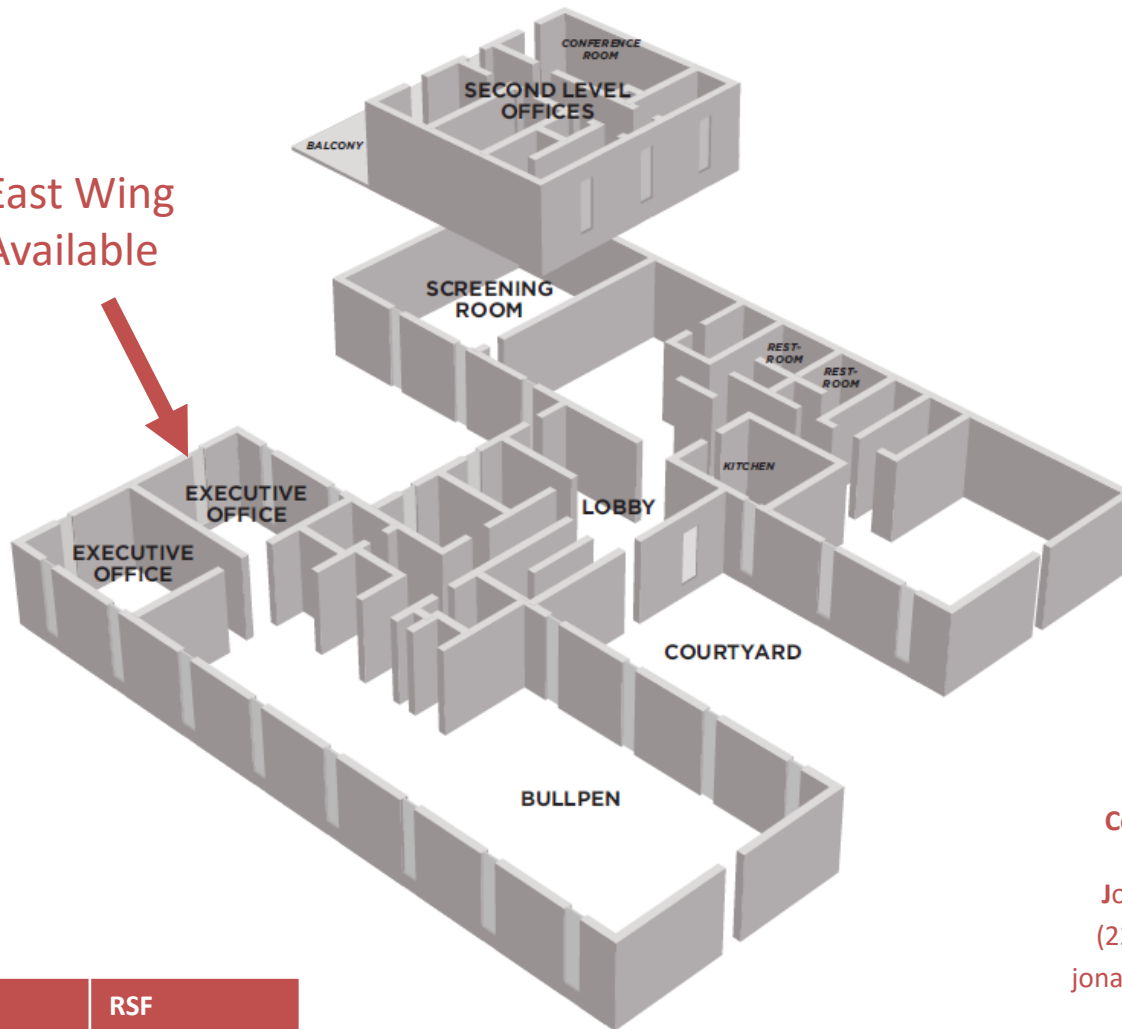 CONFERENCE
ROOM
SECOND LEVEL
OFFICES
BALCONY
East Wing
Available
SCREENING
ROOM
REST-
ROOM
REST-
ROOM
KITCHEN
EXECUTIVE
OFFICE
LOBBY
EXECUTIVE
OFFICE
COURTYARD
BULLPEN
RSF